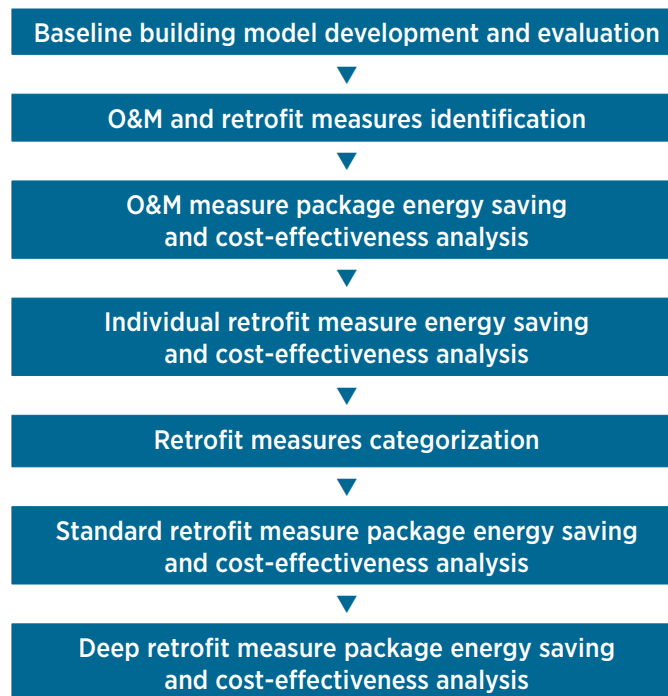 Baseline building model development and evaluation
O&M and retrofit measures identification
O&M measure package energy saving
and cost-effectiveness analysis
Individual retrofit measure energy saving
and cost-effectiveness analysis
Retrofit measures categorization
Standard retrofit measure package energy saving
and cost-effectiveness analysis
Deep retrofit measure package energy saving
and cost-effectiveness analysis